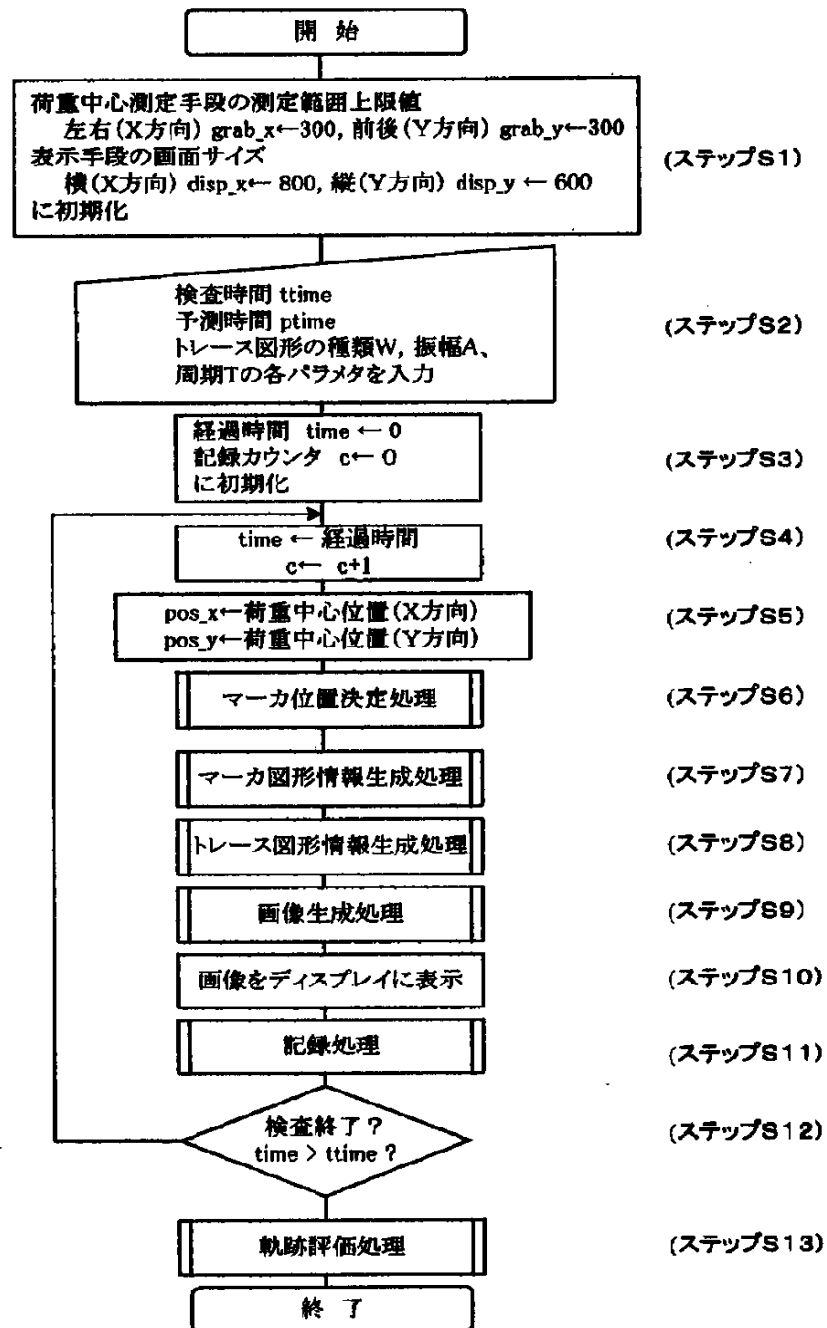 開 始
荷重中心測定手段の測定範囲上限値
左右(X方向) grab_x←300, 前後(Y方向) grab_y←300
表示手段の画面サイズ
横(X方向) disp_x← 800, 縦(Y方向) disp_y ← 600
に初期化
(ステップS1)
検査時間 ttime
予測時間 ptime
トレース図形の種類W, 振幅A、
周期Tの各パラメタを入力
(ステップS2)
経過時間 time ← 0
記録カウンタ c← 0
に初期化
(ステップS3)
time ← 経過時間
c← c+1
(ステップS4)
pos_x←荷重中心位置(X方向)
pos_y←荷重中心位置(Y方向)
(ステップS5)
マーカ位置決定処理
(ステップS6)
マーカ図形情報生成処理
(ステップS7)
トレース図形情報生成処理
(ステップS8)
画像生成処理
(ステップS9)
画像をディスプレイに表示
(ステップS10)
記録処理
(ステップS11)
検査終了?
time > ttime ?
(ステップS12)
軌跡評価処理
(ステップS13)
終 了